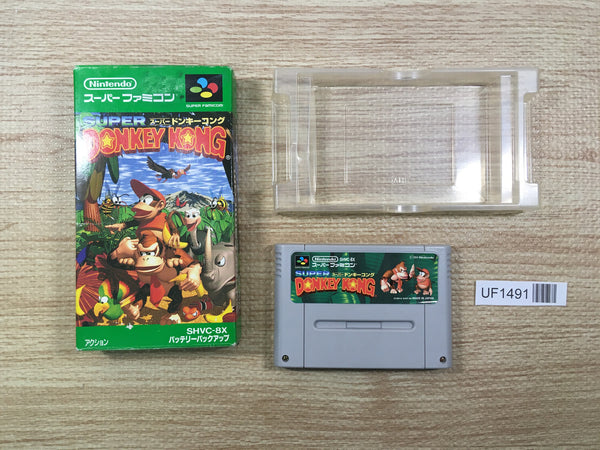 Nintendo
スーパーファミコン
SUPER FAMICOM
SUPER スーパードンキーコング
DONKEY KONG
SHVC-8X
アクション バッテリーバックアップ
Nintendo SHVC-8X
スーパーファミコン
SUPER スーパードンキーコング
DONKEY KONG
MADE IN JAPAN
UF1491